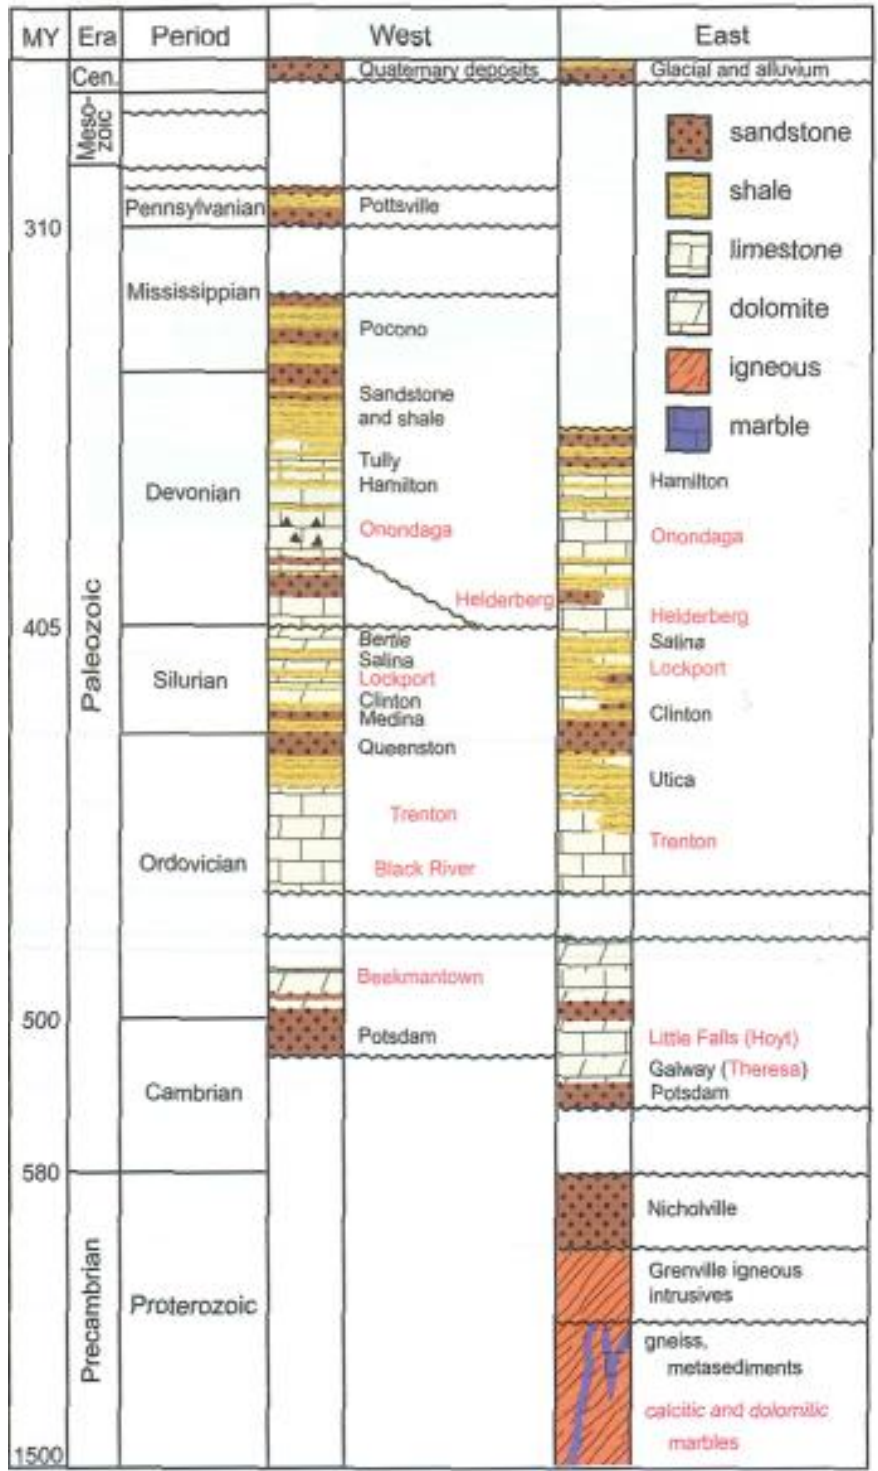 MY Era Period West East
Cen. Quaternary deposits Glacial and alluvium
Meso-
zoic
sandstone
shale
limestone
dolomite
igneous
marble
Pennsylvanian Pottsville
310
Mississippian
Pocono
Sandstone
and shale
Tully
Devonian Hamilton Hamilton
Onondaga Onondaga
Helderberg Helderberg
405
Paleozoic
Bertie Salina
Salina
Silurian Lockport Lockport
Clinton Clinton
Medina
Queenston
Utica
Trenton Trenton
Ordovician Black River
Beekmantown
500
Potsdam Little Falls (Hoyt)
Galway (Theresa)
Cambrian Potsdam
580
Nicholville
Precambrian
Proterozoic
Grenville igneous
intrusives
gneiss,
metasediments
calcitic and dolomitic
marbles
1500